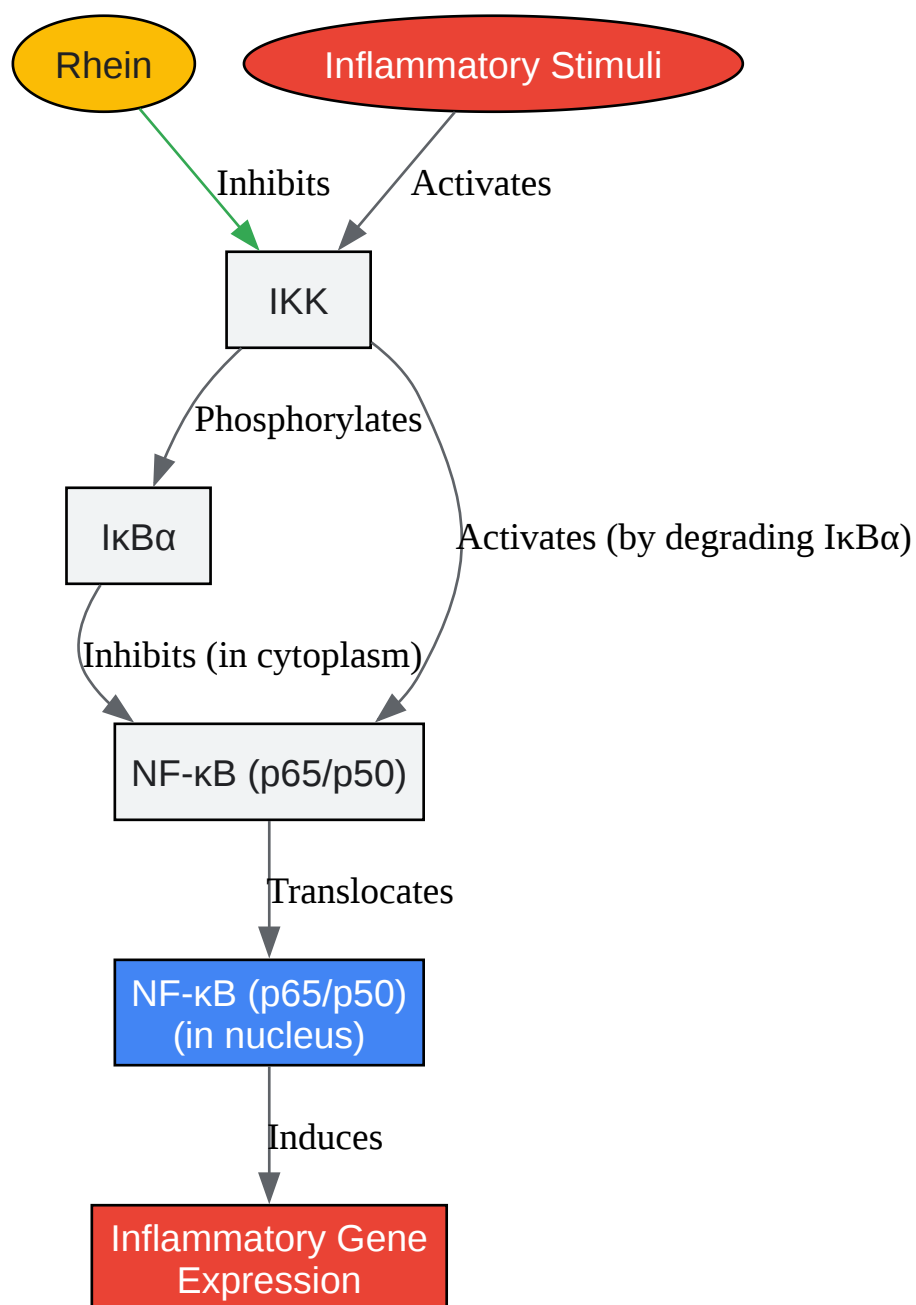 Rhein
Inflammatory Stimuli
Inhibits
Activates
IKK
Phosphorylates
IκBα
Activates (by degrading IκBα)
Inhibits (in cytoplasm)
NF-κB (p65/p50)
Translocates
NF-κB (p65/p50)
(in nucleus)
Induces
Inflammatory Gene
Expression